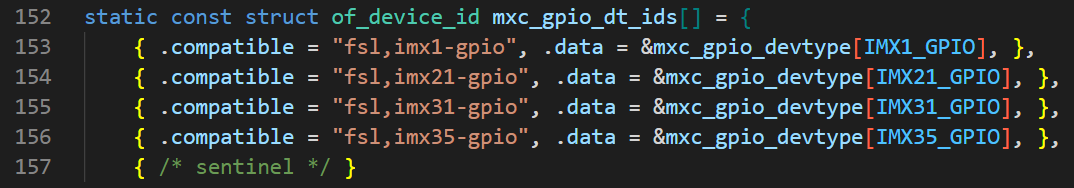 152 static const struct of_device_id mxc_gpio_dt_ids[] = {
153     { .compatible = "fsl,imx1-gpio", .data = &mxc_gpio_devtype[IMX1_GPIO], },
154     { .compatible = "fsl,imx21-gpio", .data = &mxc_gpio_devtype[IMX21_GPIO], },
155     { .compatible = "fsl,imx31-gpio", .data = &mxc_gpio_devtype[IMX31_GPIO], },
156     { .compatible = "fsl,imx35-gpio", .data = &mxc_gpio_devtype[IMX35_GPIO], },
157     { /* sentinel */ }